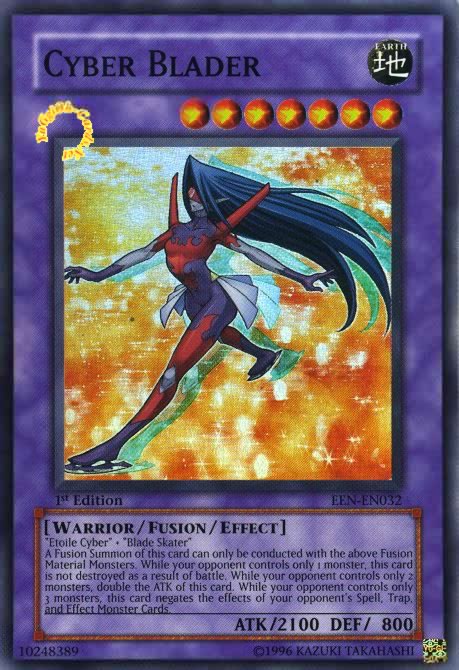 CYBER BLADER
EARTH
地
Yugioh-Card.Net
1st Edition
EEN-EN032
[WARRIOR/FUSION/EFFECT]
"Etoile Cyber" + "Blade Skater"
A Fusion Summon of this card can only be conducted with the above Fusion
Material Monsters. While your opponent controls only 1 monster, this card
is not destroyed as a result of battle. While your opponent controls only 2
monsters, double the ATK of this card. While your opponent controls only
3 monsters, this card negates the effects of your opponent's Spell, Trap,
and Effect Monster Cards.
ATK/2100 DEF/ 800
10248389
©1996 KAZUKI TAKAHASHI